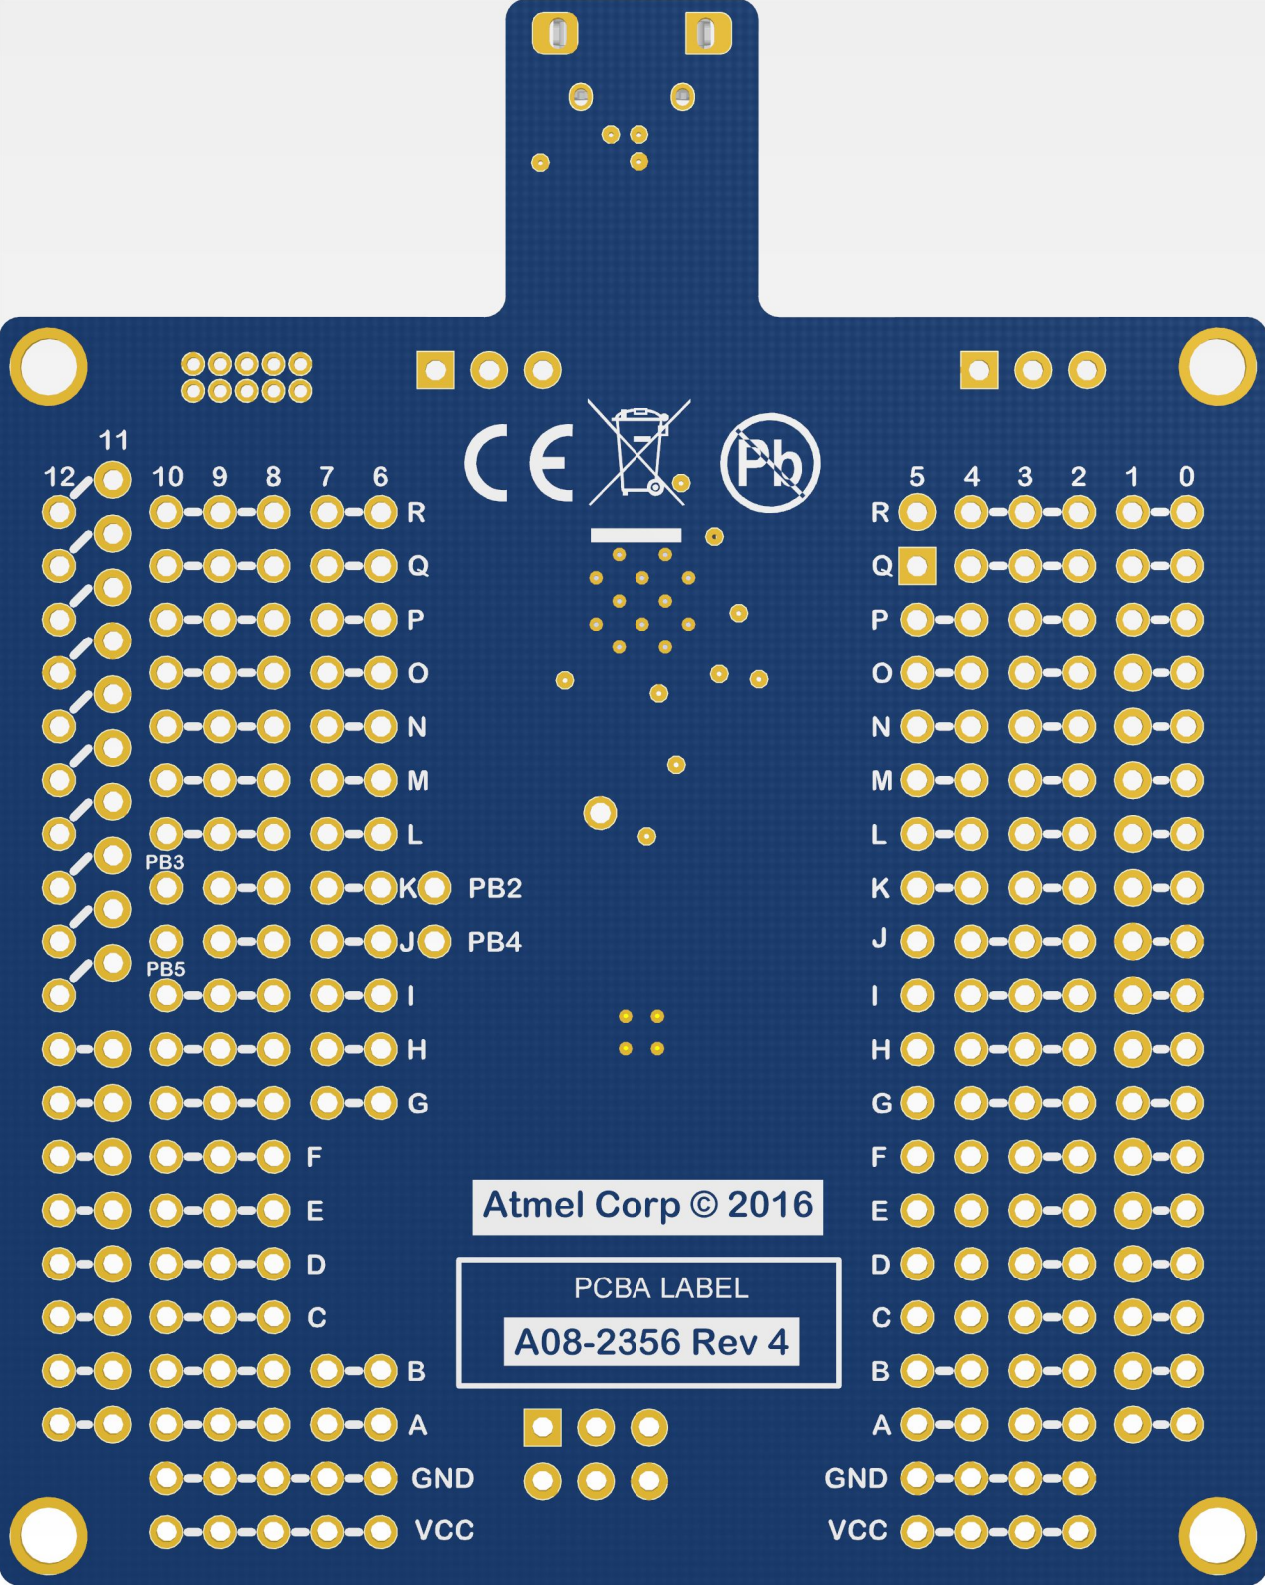 11
12 10 9 8 7 6 CE Pb 5 4 3 2 1 0
R R
Q Q
P P
O O
N N
M M
L L
PB3
K PB2 K
J PB4 J
PB5
I I
H H
G G
F F
E E
Atmel Corp © 2016
D D
PCBA LABEL
C C
A08-2356 Rev 4
B B
A A
GND GND
VCC VCC